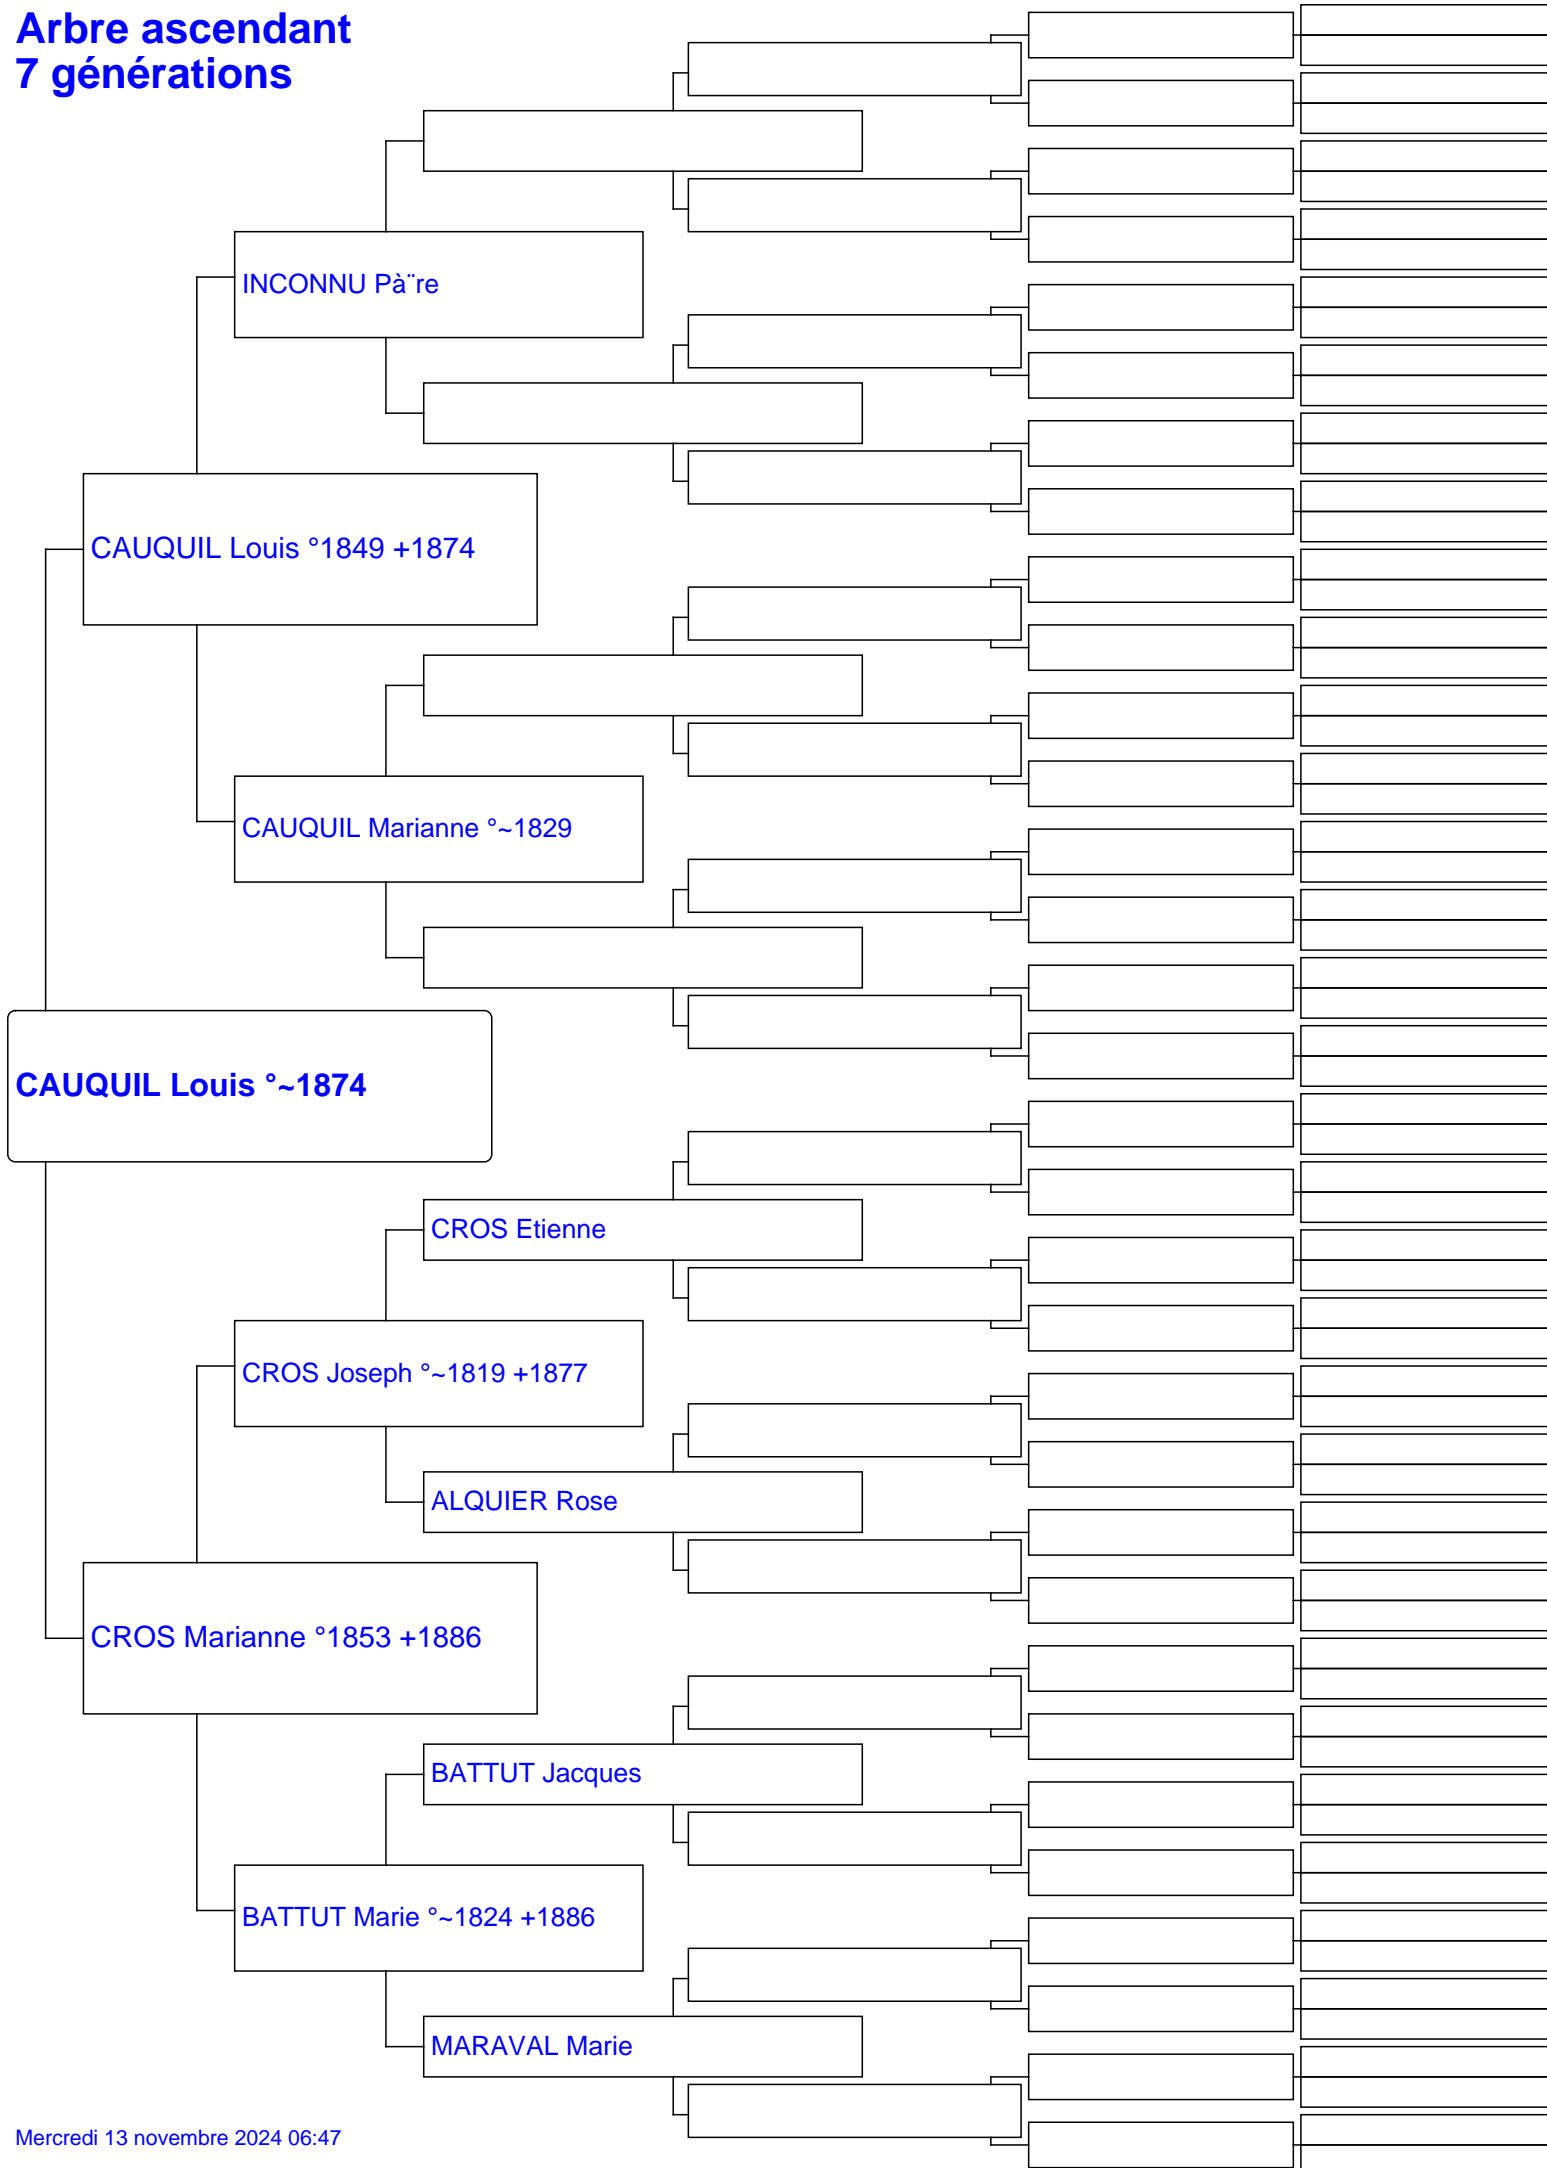 Arbre ascendant
7 générations
INCONNU Pà¨re
CAUQUIL Louis °1849 +1874
CAUQUIL Marianne °~1829
CAUQUIL Louis °~1874
CROS Etienne
CROS Joseph °~1819 +1877
ALQUIER Rose
CROS Marianne °1853 +1886
BATTUT Jacques
BATTUT Marie °~1824 +1886
MARAVAL Marie
Mercredi 13 novembre 2024 06:47